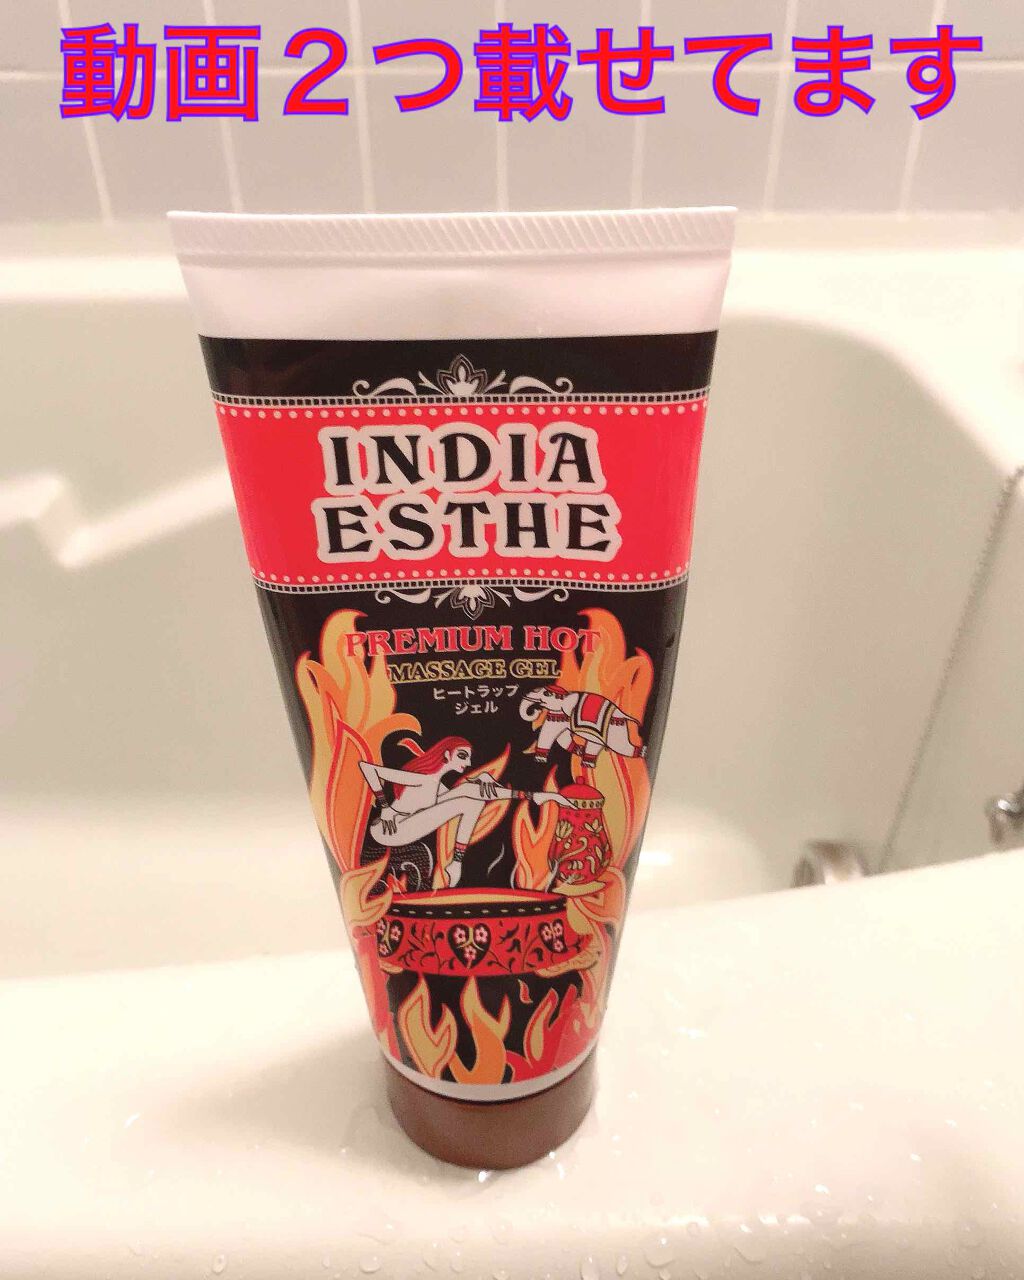 動画２つ載せてます
INDIA
ESTHE
PREMIUM HOT
MASSAGE GEL
ヒートラップ
ジェル